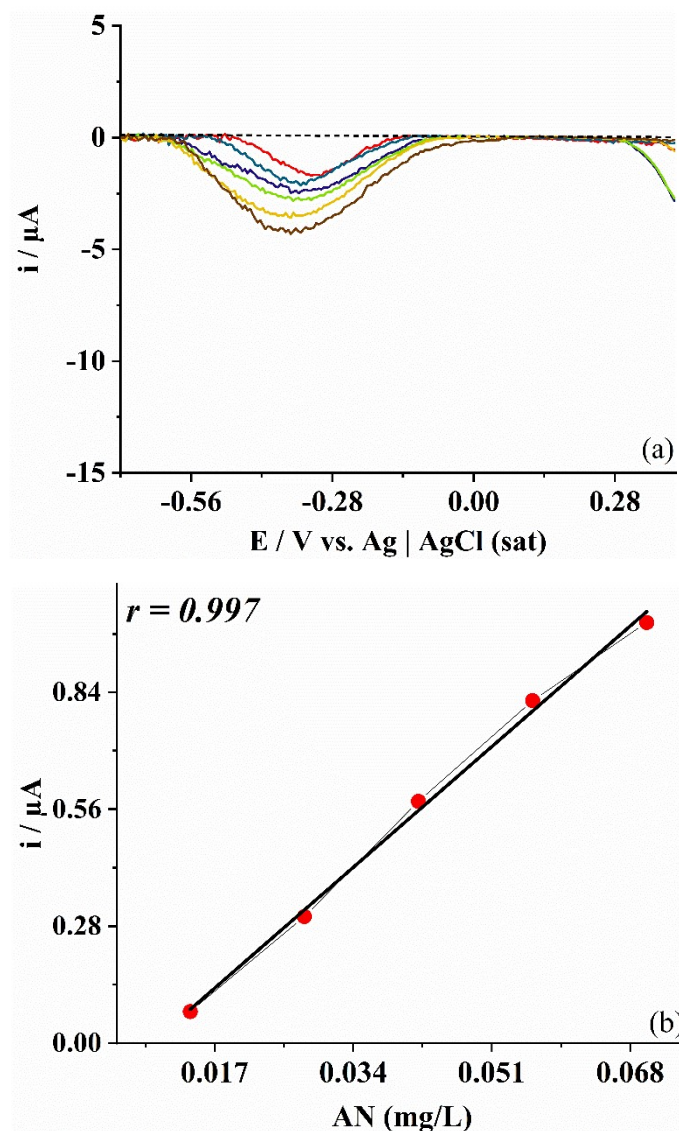 5
0
-5
-10
-15
i / µA
(a)
-0.56 -0.28 0.00 0.28
E / V vs. Ag | AgCl (sat)
r = 0.997
0.84
0.56
0.28
0.00
i / µA
(b)
0.017 0.034 0.051 0.068
AN (mg/L)